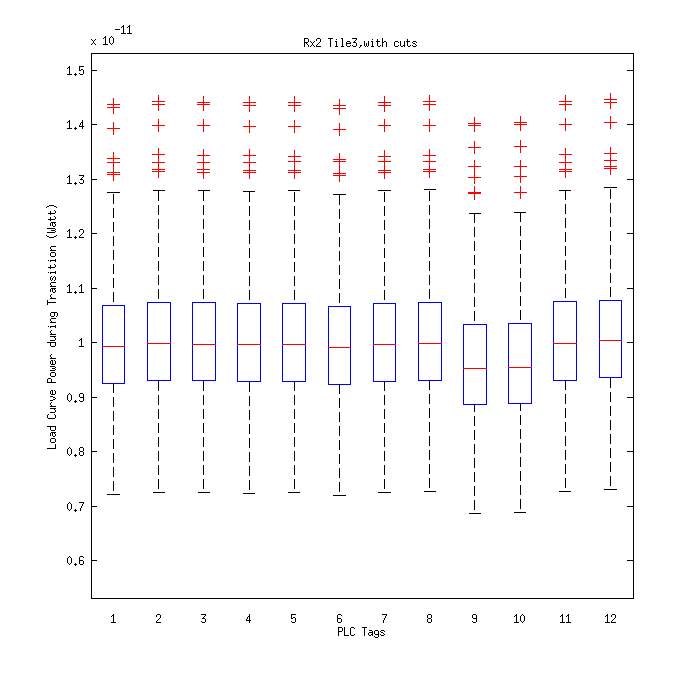 x 10^-11
Rx2 Tile3,with cuts
Load Curve Power during Transition (Watt)
1.5
1.4
1.3
1.2
1.1
1
0.9
0.8
0.7
0.6
1 2 3 4 5 6 7 8 9 10 11 12
PLC Tags